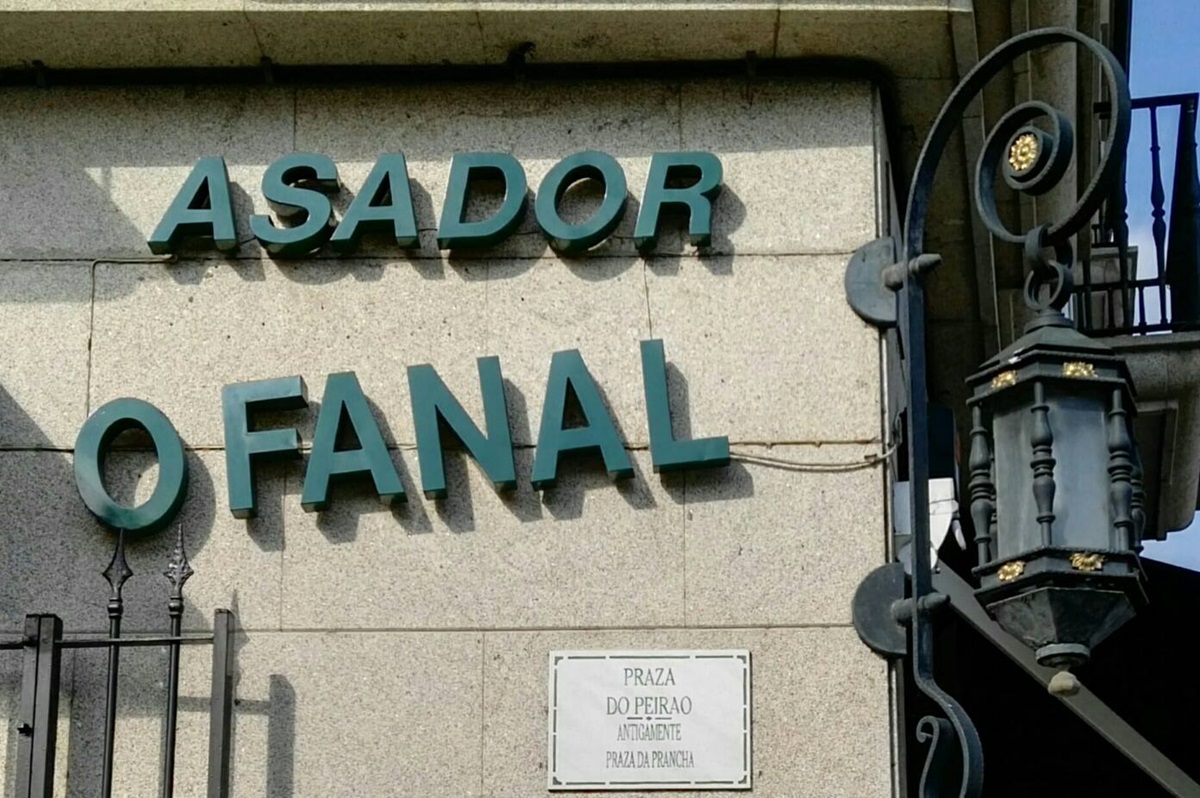 ASADOR
O FANAL
PRAZA
DO PEIRAO
ANTIGAMENTE
PRAZA DA PRANCHA